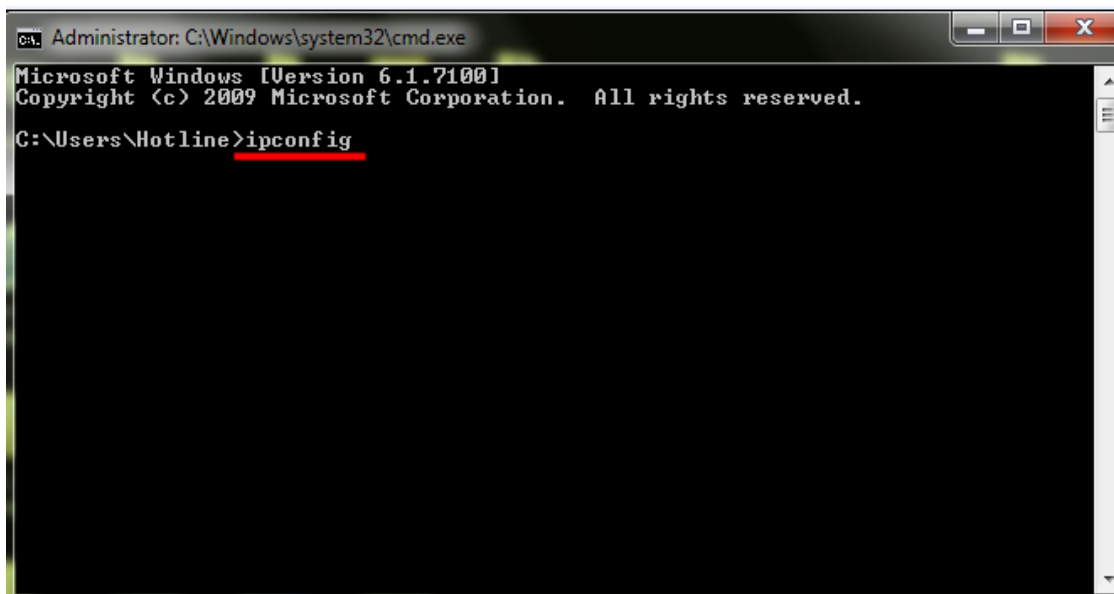 Administrator: C:\Windows\system32\cmd.exe
Microsoft Windows [Version 6.1.7100]
Copyright (c) 2009 Microsoft Corporation.  All rights reserved.
C:\Users\Hotline>ipconfig